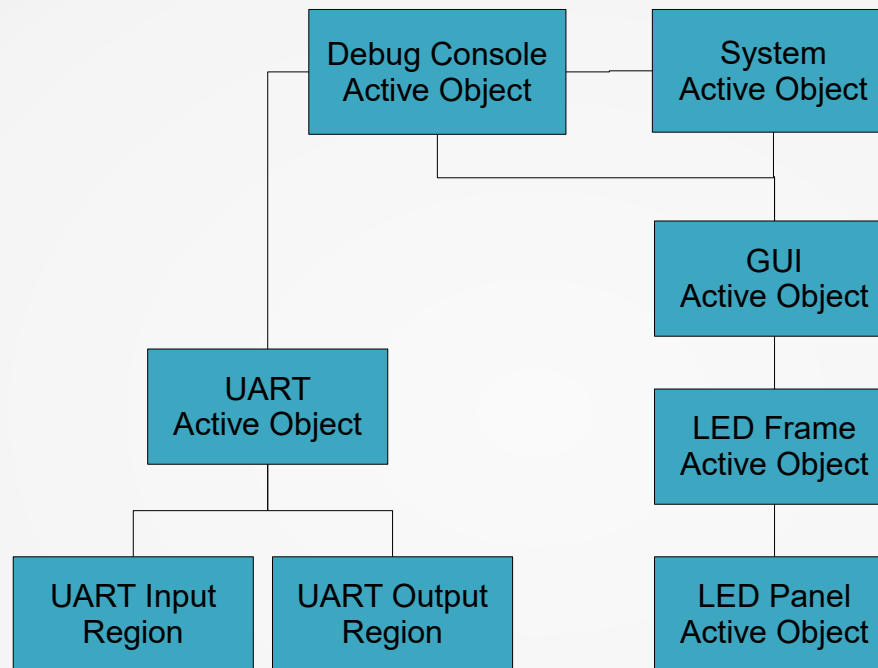 Debug Console
Active Object
System
Active Object
GUI
Active Object
UART
Active Object
LED Frame
Active Object
UART Input
Region
UART Output
Region
LED Panel
Active Object